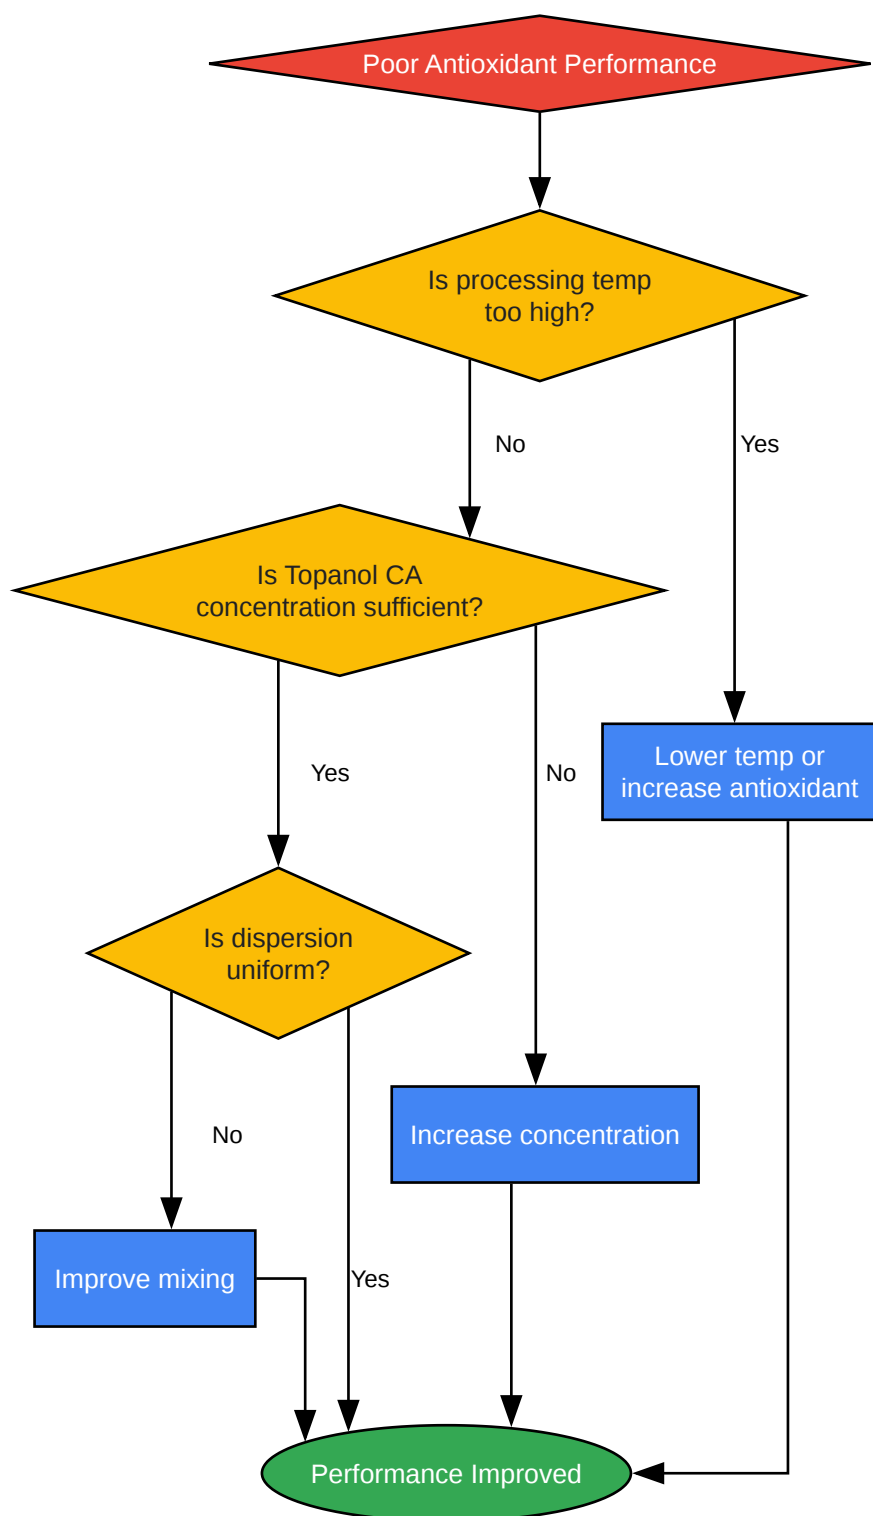 Poor Antioxidant Performance
Is processing temp
too high?
No
Yes
Is Topanol CA
concentration sufficient?
Lower temp or
increase antioxidant
Yes
No
Is dispersion
uniform?
No
Increase concentration
Improve mixing
Yes
Performance Improved